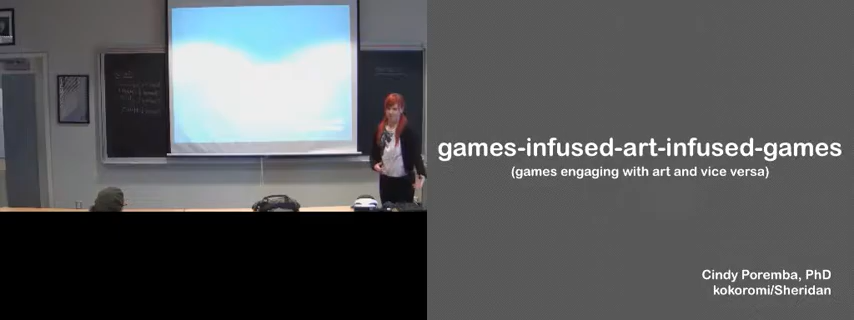 games-infused-art-infused-games
(games engaging with art and vice versa)
Cindy Poremba, PhD
kokoromi/Sheridan